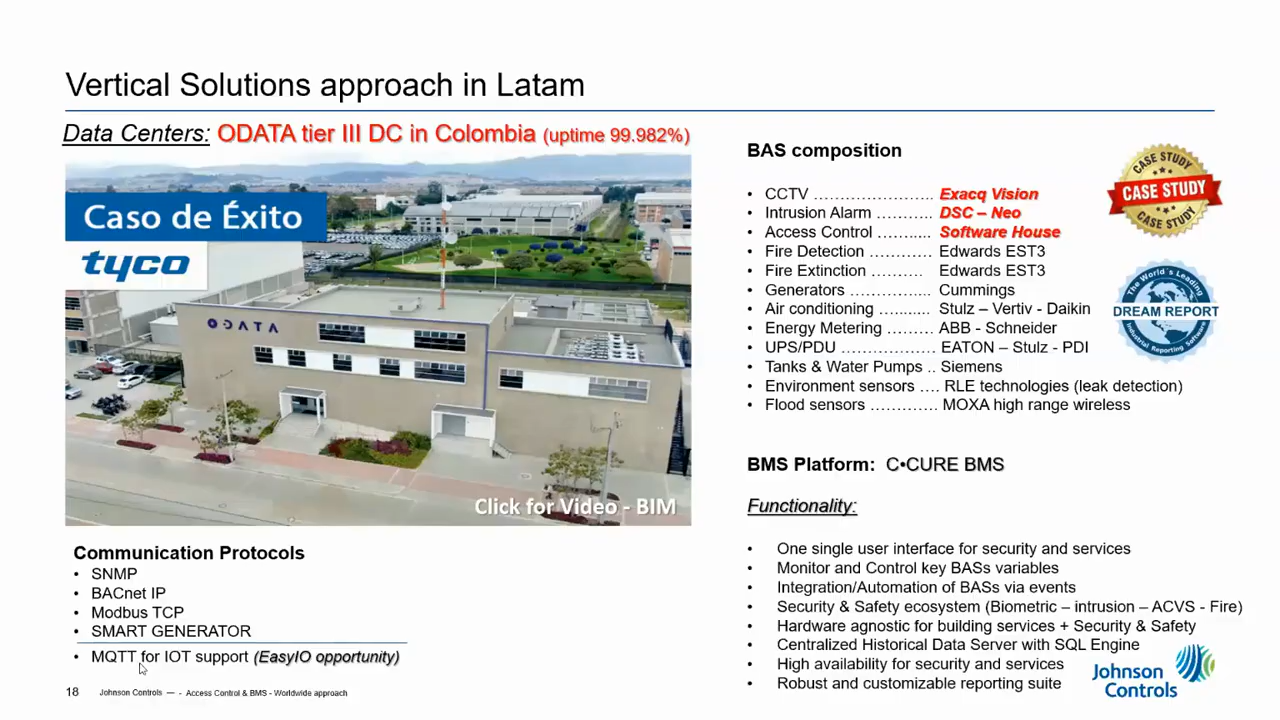 Vertical Solutions approach in Latam
Data Centers: ODATA tier III DC in Colombia (uptime 99.982%)
Caso de Éxito
tyco
ODATA
Click for Video - BIM
Communication Protocols
• SNMP
• BACnet IP
• Modbus TCP
• SMART GENERATOR
• MQTT for IOT support (EasyIO opportunity)
BAS composition
• CCTV ………………….. Exacq Vision
• Intrusion Alarm ……….. DSC – Neo
• Access Control ………... Software House
• Fire Detection ………… Edwards EST3
• Fire Extinction ………. Edwards EST3
• Generators …………... Cummings
• Air conditioning …....... Stulz – Vertiv - Daikin
• Energy Metering ……… ABB - Schneider
• UPS/PDU ……………… EATON – Stulz - PDI
• Tanks & Water Pumps .. Siemens
• Environment sensors …. RLE technologies (leak detection)
• Flood sensors …………. MOXA high range wireless
CASE STUDY
CASE STUDY
CASE STUDY
The World's Leading
DREAM REPORT
Industrial Reporting Software
BMS Platform: C•CURE BMS
Functionality:
• One single user interface for security and services
• Monitor and Control key BASs variables
• Integration/Automation of BASs via events
• Security & Safety ecosystem (Biometric – intrusion – ACVS - Fire)
• Hardware agnostic for building services + Security & Safety
• Centralized Historical Data Server with SQL Engine
• High availability for security and services
• Robust and customizable reporting suite
Johnson
Controls
18 Johnson Controls — - Access Control & BMS - Worldwide approach